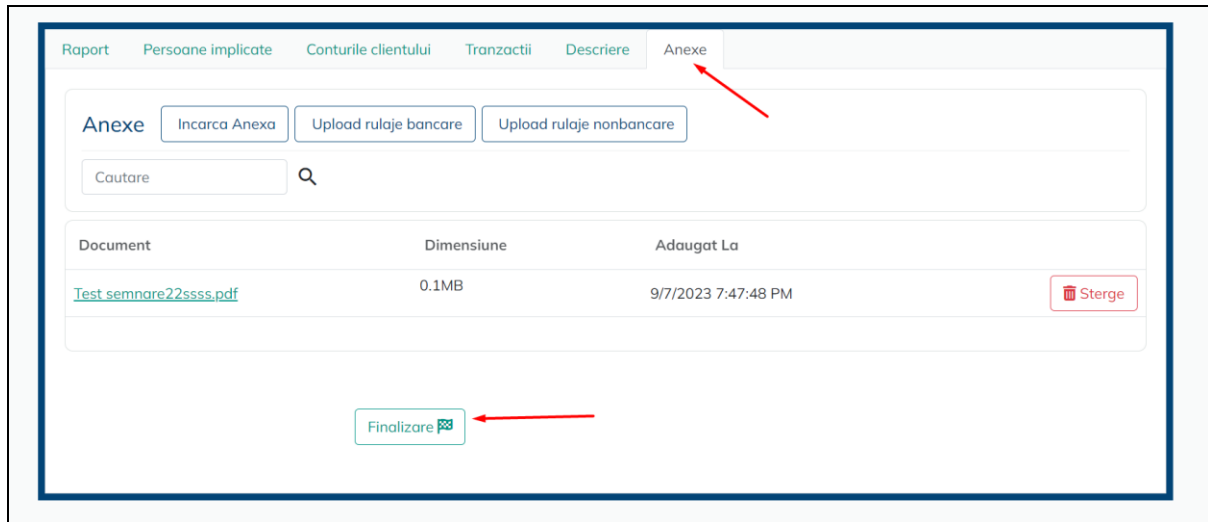 Raport Persoane implicate Conturile clientului Tranzactii Descriere Anexe
Anexe Incarca Anexa Upload rulaje bancare Upload rulaje nonbancare
Cautare
Document Dimensiune Adaugat La
Test semnare22ssss.pdf 0.1MB 9/7/2023 7:47:48 PM Sterge
Finalizare